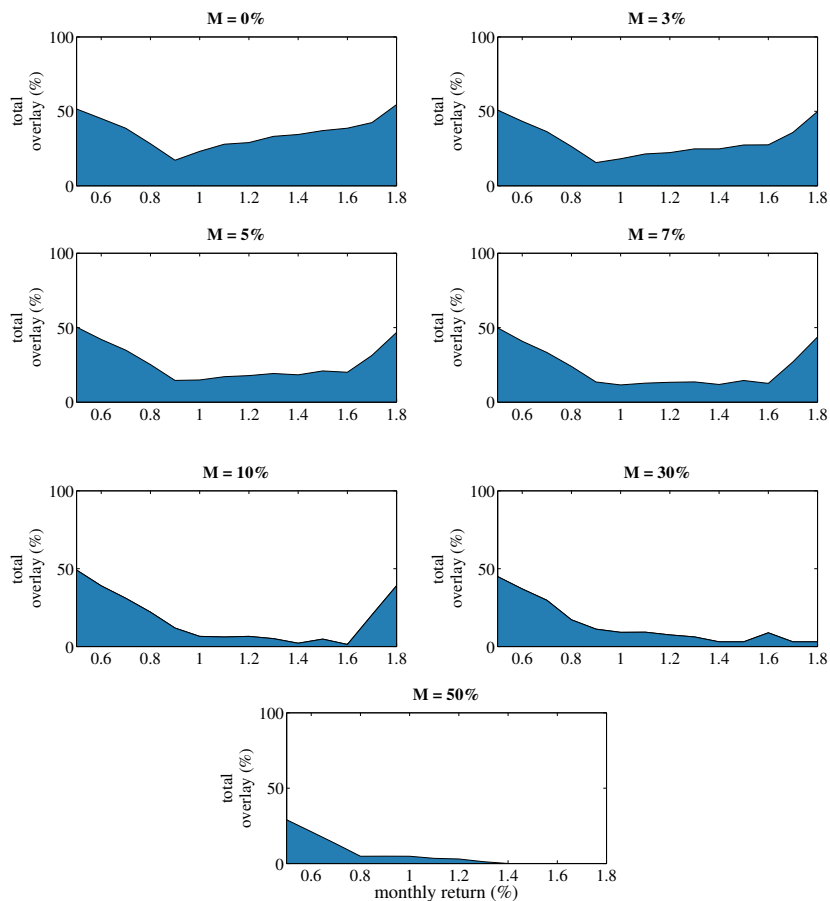 M = 0%
100
50
0
total
overlay (%)
0.6 0.8 1 1.2 1.4 1.6 1.8
M = 3%
100
50
0
total
overlay (%)
0.6 0.8 1 1.2 1.4 1.6 1.8
M = 5%
100
50
0
total
overlay (%)
0.6 0.8 1 1.2 1.4 1.6 1.8
M = 7%
100
50
0
total
overlay (%)
0.6 0.8 1 1.2 1.4 1.6 1.8
M = 10%
100
50
0
total
overlay (%)
0.6 0.8 1 1.2 1.4 1.6 1.8
M = 30%
100
50
0
total
overlay (%)
0.6 0.8 1 1.2 1.4 1.6 1.8
M = 50%
100
50
0
total
overlay (%)
0.6 0.8 1 1.2 1.4 1.6 1.8
monthly return (%)